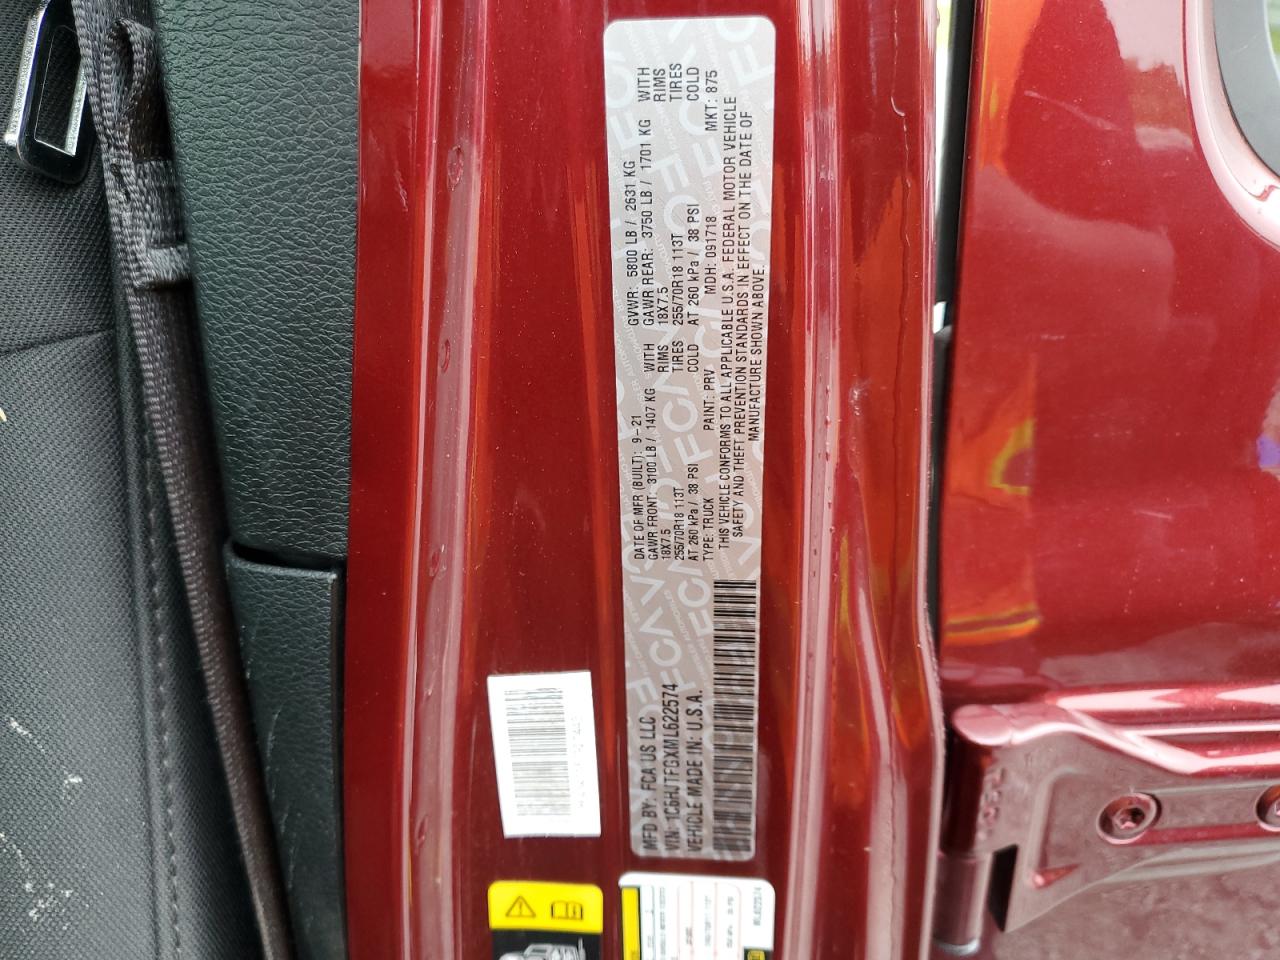 MFD BY: FCA US LLC
DATE OF MFR (BUILT): 9-21
GVWR: 5800 LB / 2631 KG
VIN: 1C6HJTFGXML622574
GAWR FRONT: 3100 LB / 1407 KG WITH
GAWR REAR: 3750 LB / 1701 KG WITH
VEHICLE MADE IN: U.S.A.
18X7.5 RIMS
18X7.5 RIMS
255/70R18 113T TIRES
255/70R18 113T TIRES
AT 260 kPa / 38 PSI COLD
AT 260 kPa / 38 PSI COLD
TYPE: TRUCK PAINT: PRV MDH: 091718 MKT: 875
THIS VEHICLE CONFORMS TO ALL APPLICABLE U.S.A. FEDERAL MOTOR VEHICLE
SAFETY AND THEFT PREVENTION STANDARDS IN EFFECT ON THE DATE OF
MANUFACTURE SHOWN ABOVE.